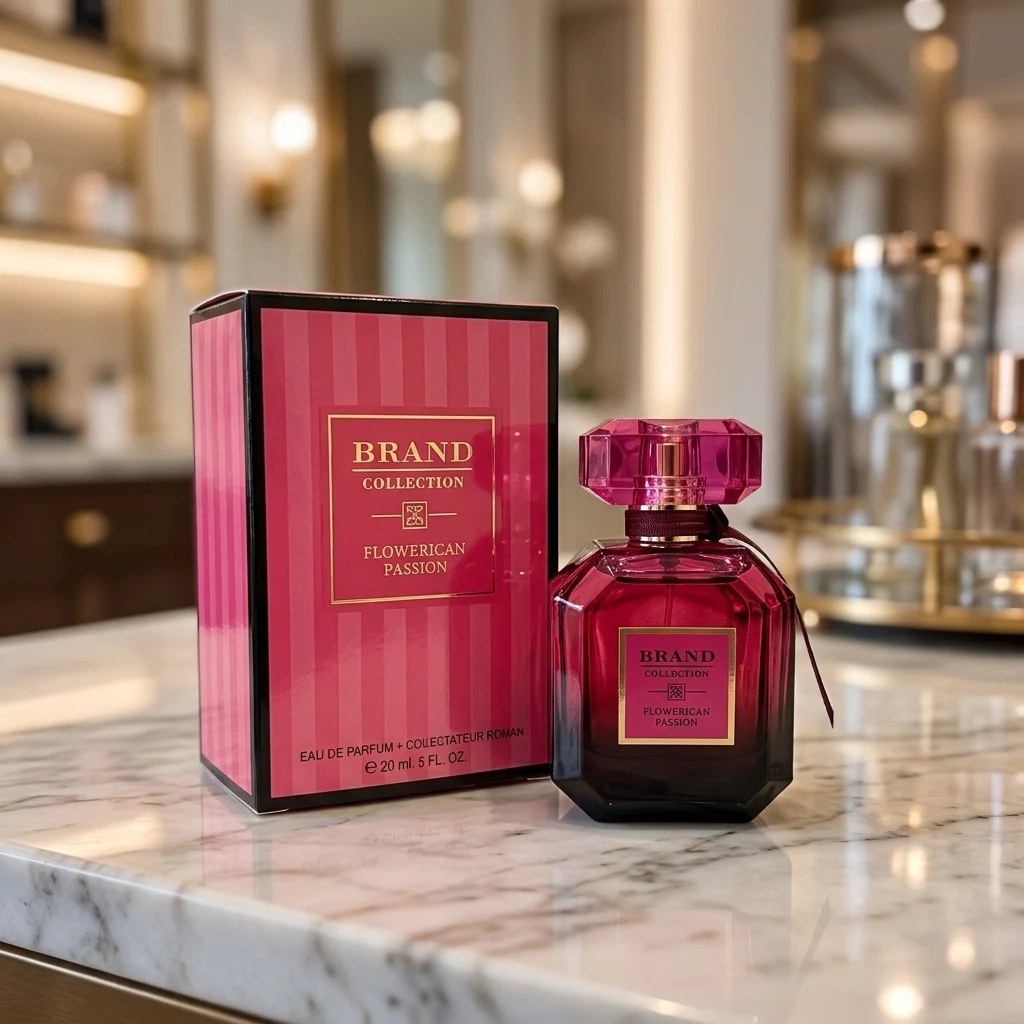 BRAND
COLLECTION
FLOWERICAN
PASSION
EAU DE PARFUM + COLLECTATEUR ROMAN
℮ 20 ml. 5 FL. OZ.
BRAND
COLLECTION
FLOWERICAN
PASSION